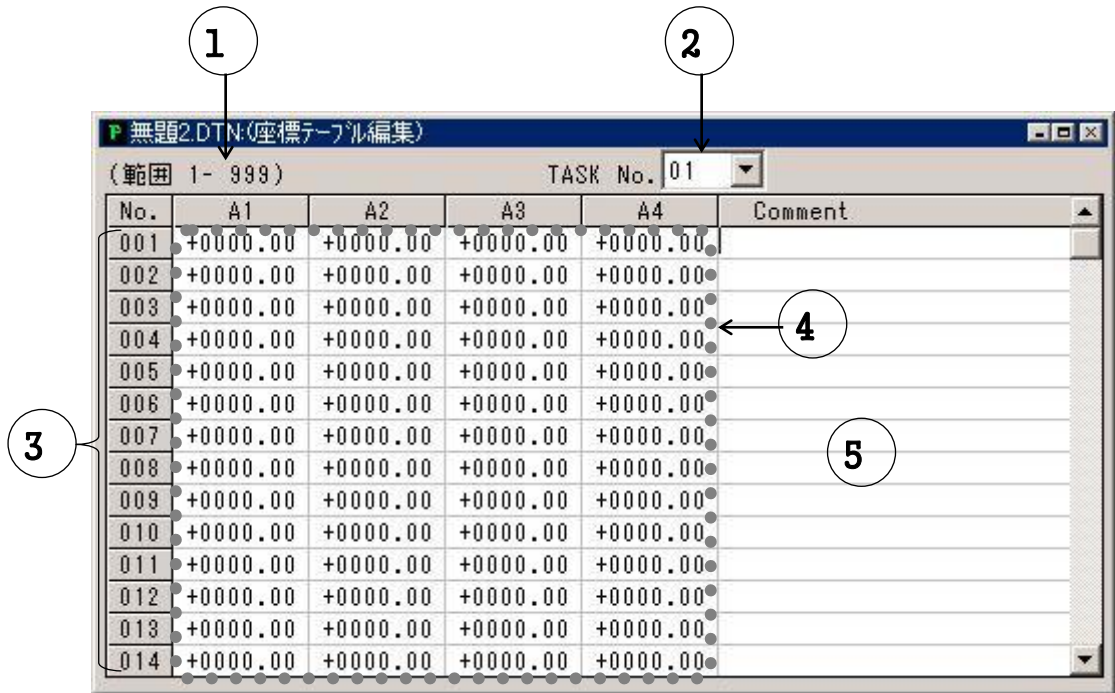 1 2
無題2.DTN:(座標テーブル編集)
(範囲 1- 999) TASK No. 01
No. A1 A2 A3 A4 Comment
001 +0000.00 +0000.00 +0000.00 +0000.00
002 +0000.00 +0000.00 +0000.00 +0000.00
003 +0000.00 +0000.00 +0000.00 +0000.00
4
004 +0000.00 +0000.00 +0000.00 +0000.00
005 +0000.00 +0000.00 +0000.00 +0000.00
006 +0000.00 +0000.00 +0000.00 +0000.00
3
007 +0000.00 +0000.00 +0000.00 +0000.00
5
008 +0000.00 +0000.00 +0000.00 +0000.00
009 +0000.00 +0000.00 +0000.00 +0000.00
010 +0000.00 +0000.00 +0000.00 +0000.00
011 +0000.00 +0000.00 +0000.00 +0000.00
012 +0000.00 +0000.00 +0000.00 +0000.00
013 +0000.00 +0000.00 +0000.00 +0000.00
014 +0000.00 +0000.00 +0000.00 +0000.00